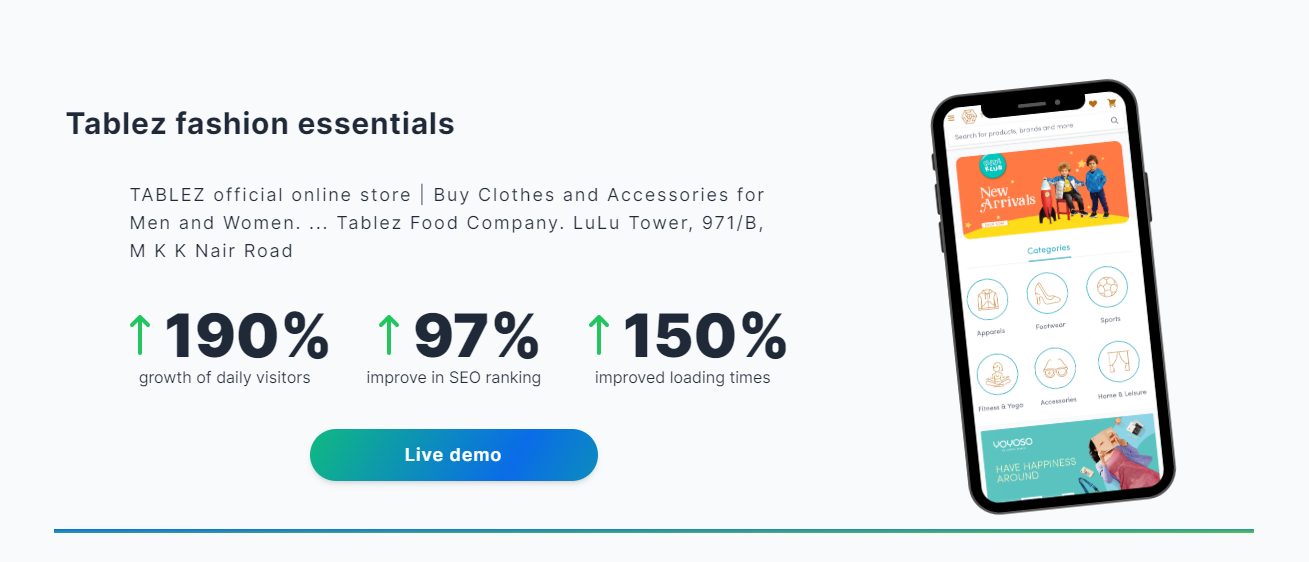 Tablez fashion essentials
TABLEZ official online store | Buy Clothes and Accessories for
Men and Women. ... Tablez Food Company. LuLu Tower, 971/B,
M K K Nair Road
↑ 190% ↑ 97% ↑ 150%
growth of daily visitors improve in SEO ranking improved loading times
Live demo
Search for products, brands and more
New
Arrivals
Categories
Apparels Footwear Sports
Fitness & Yoga Accessories Home & Leisure
YOYOSO
HAVE HAPPINESS
AROUND